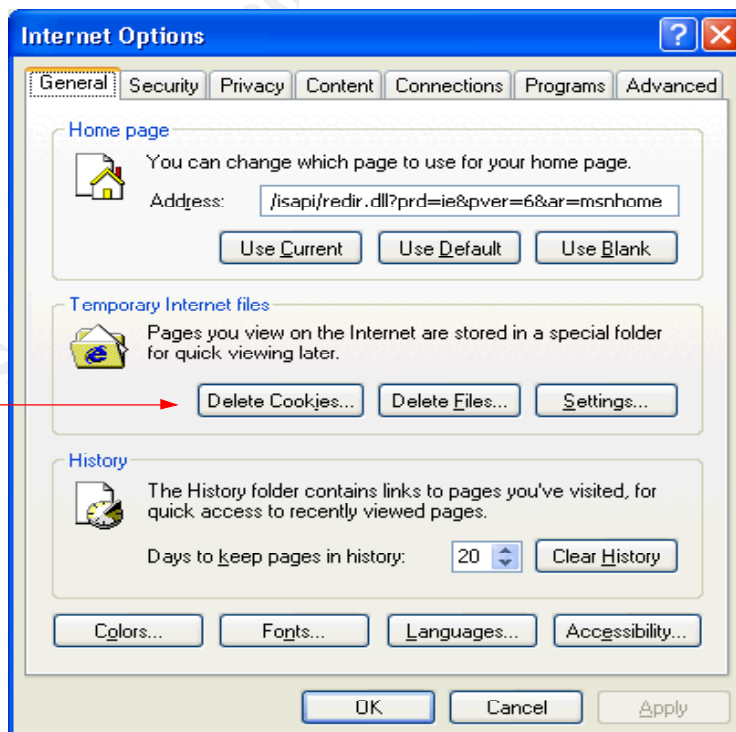 Internet Options
General Security Privacy Content Connections Programs Advanced
Home page
You can change which page to use for your home page.
Address: /isapi/redir.dll?prd=ie&pver=6&ar=msnhome
Use Current Use Default Use Blank
Temporary Internet files
Pages you view on the Internet are stored in a special folder
for quick viewing later.
Delete Cookies... Delete Files... Settings...
History
The History folder contains links to pages you've visited, for
quick access to recently viewed pages.
Days to keep pages in history: 20 Clear History
Colors... Fonts... Languages... Accessibility...
OK Cancel Apply